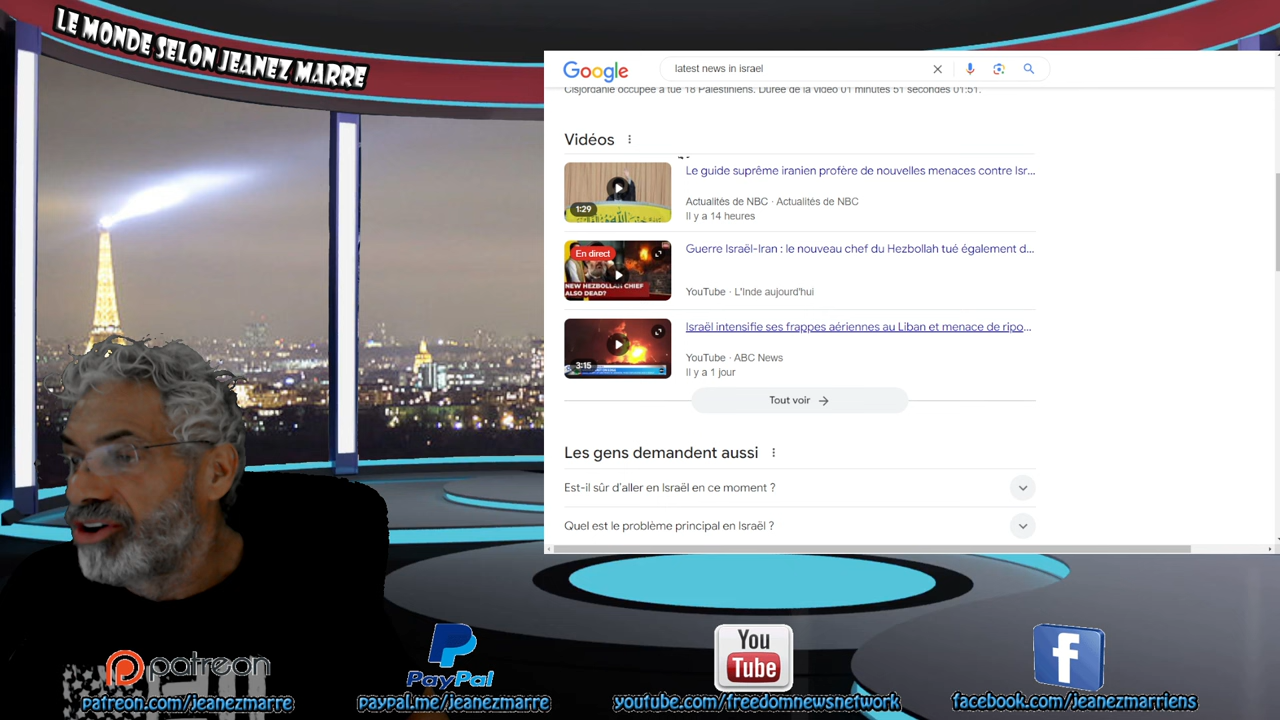 LE MONDE SELON JEANEZ MARRE
Google
latest news in israel
Cisjordanie occupée a tué 18 Palestiniens. Durée de la vidéo 01 minutes 51 secondes 01:51.
Vidéos
Le guide suprême iranien profère de nouvelles menaces contre Isr...
Actualités de NBC · Actualités de NBC
Il y a 14 heures
1:29
Guerre Israël-Iran : le nouveau chef du Hezbollah tué également d...
En direct
NEW HEZBOLLAH CHIEF
ALSO DEAD?
YouTube · L'Inde aujourd'hui
Israël intensifie ses frappes aériennes au Liban et menace de ripo...
YouTube · ABC News
3:15
Il y a 1 jour
Tout voir
Les gens demandent aussi
Est-il sûr d'aller en Israël en ce moment ?
Quel est le problème principal en Israël ?
patreon
patreon.com/jeanezmarre
PayPal
paypal.me/jeanezmarre
You
Tube
youtube.com/freedomnewsnetwork
f
facebook.com/jeanezmarriens